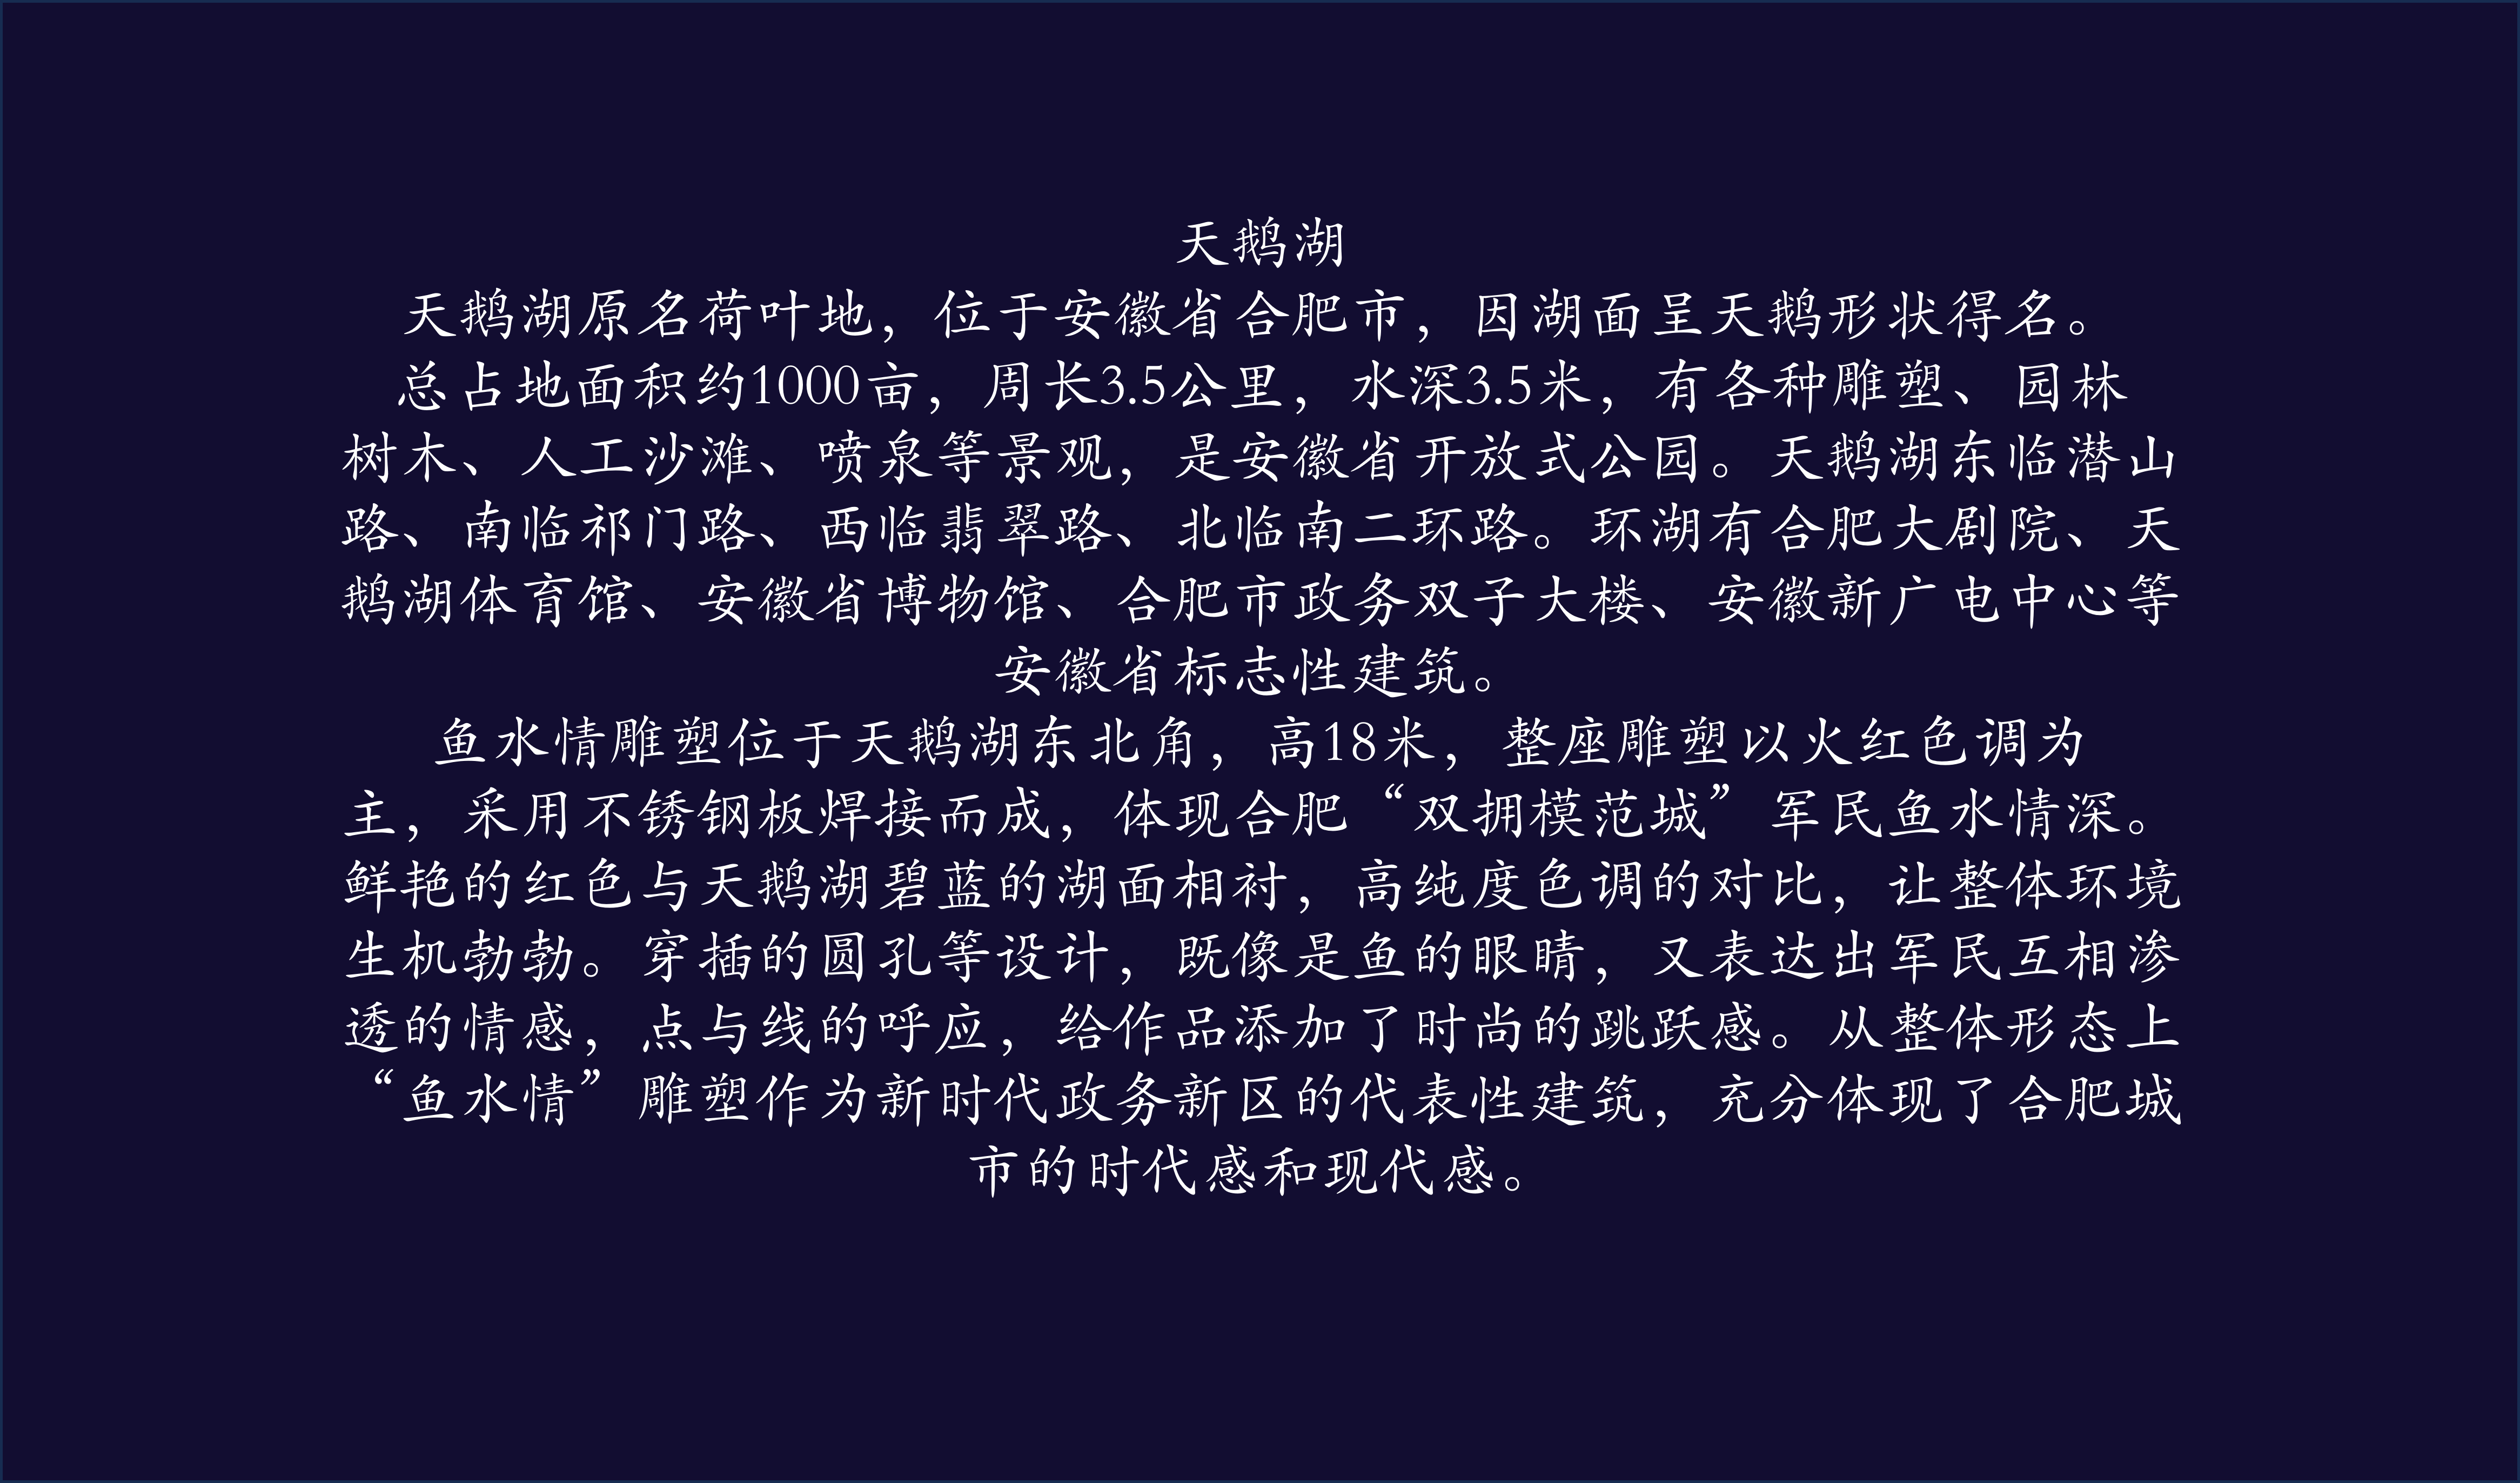 天鹅湖
天鹅湖原名荷叶地，位于安徽省合肥市，因湖面呈天鹅形状得名。
总占地面积约1000亩，周长3.5公里，水深3.5米，有各种雕塑、园林
树木、人工沙滩、喷泉等景观，是安徽省开放式公园。天鹅湖东临潜山
路、南临祁门路、西临翡翠路、北临南二环路。环湖有合肥大剧院、天
鹅湖体育馆、安徽省博物馆、合肥市政务双子大楼、安徽新广电中心等
安徽省标志性建筑。
鱼水情雕塑位于天鹅湖东北角，高18米，整座雕塑以火红色调为
主，采用不锈钢板焊接而成，体现合肥“双拥模范城”军民鱼水情深。
鲜艳的红色与天鹅湖碧蓝的湖面相衬，高纯度色调的对比，让整体环境
生机勃勃。穿插的圆孔等设计，既像是鱼的眼睛，又表达出军民互相渗
透的情感，点与线的呼应，给作品添加了时尚的跳跃感。从整体形态上
“鱼水情”雕塑作为新时代政务新区的代表性建筑，充分体现了合肥城
市的时代感和现代感。